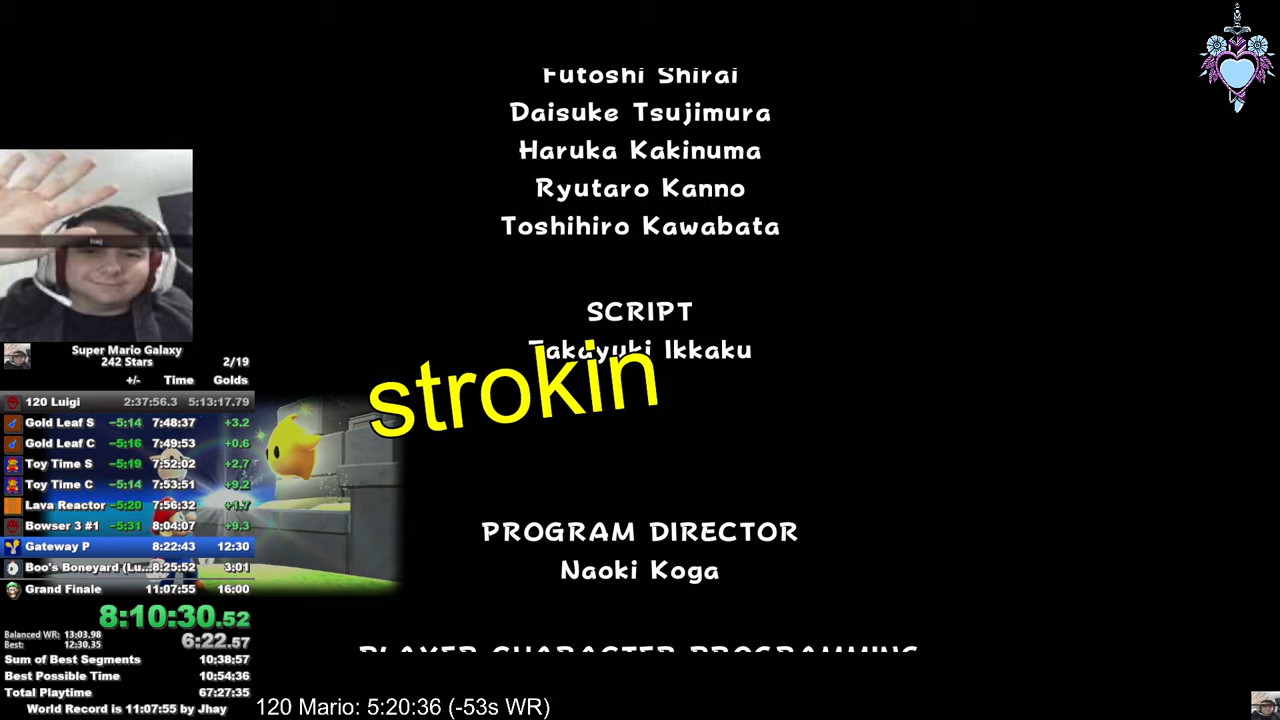 Futoshi Shirai
Daisuke Tsujimura
Haruka Kakinuma
Ryutaro Kanno
Toshihiro Kawabata
SCRIPT
Takayuki Ikkaku
strokin
PROGRAM DIRECTOR
Naoki Koga
PLAYER CHARACTER PROGRAMMING
Super Mario Galaxy
242 Stars 2/19
+/- Time Golds
120 Luigi 2:37:56.3 5:13:17.79
Gold Leaf S -5:14 7:48:37 +3.2
Gold Leaf C -5:16 7:49:53 +0.6
Toy Time S -5:19 7:52:02 +2.7
Toy Time C -5:14 7:53:51 +9.2
Lava Reactor -5:20 7:56:32 +1.7
Bowser 3 #1 -5:31 8:04:07 +9.3
Gateway P 8:22:43 12:30
Boo's Boneyard (Lu... 8:25:52 3:01
Grand Finale 11:07:55 16:00
8:10:30.52
Balanced WR: 13:03.98
Best: 12:30.35
6:22.57
Sum of Best Segments 10:38:57
Best Possible Time 10:54:36
Total Playtime 67:27:35
World Record is 11:07:55 by Jhay
120 Mario: 5:20:36 (-53s WR)